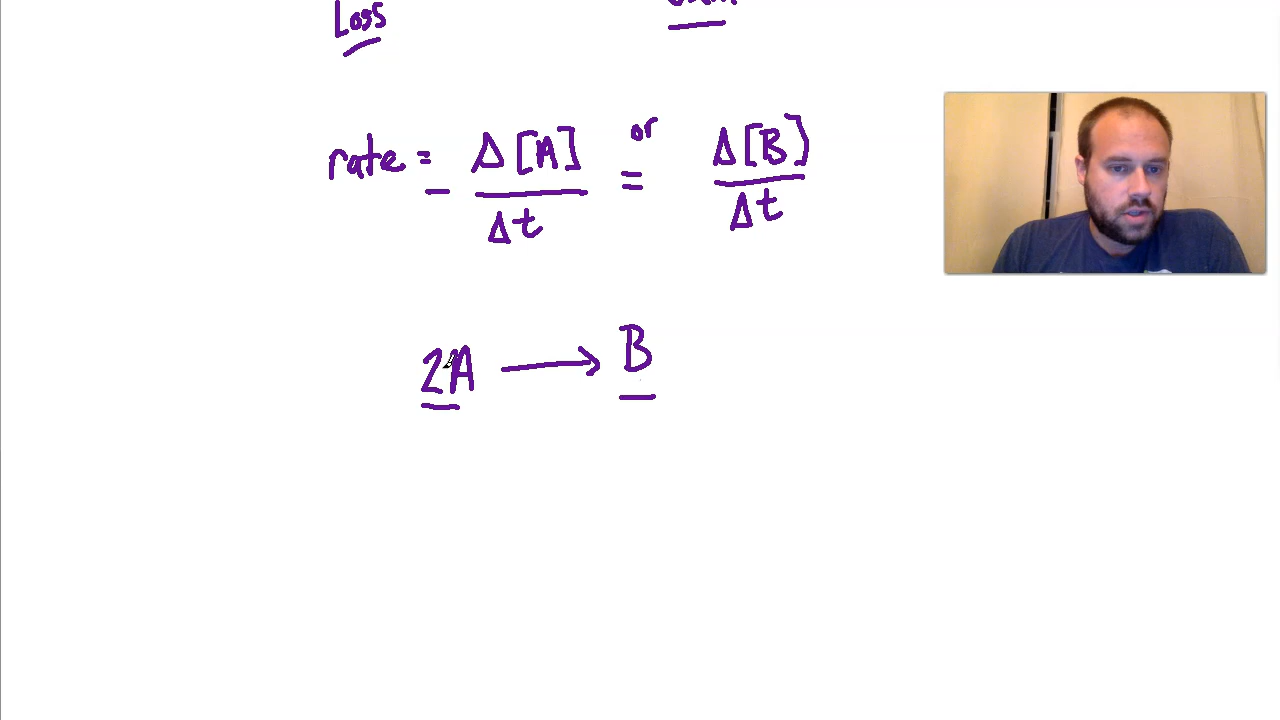 Loss
rate = - Δ[A]/Δt or = Δ[B]/Δt
2A ⟶ B